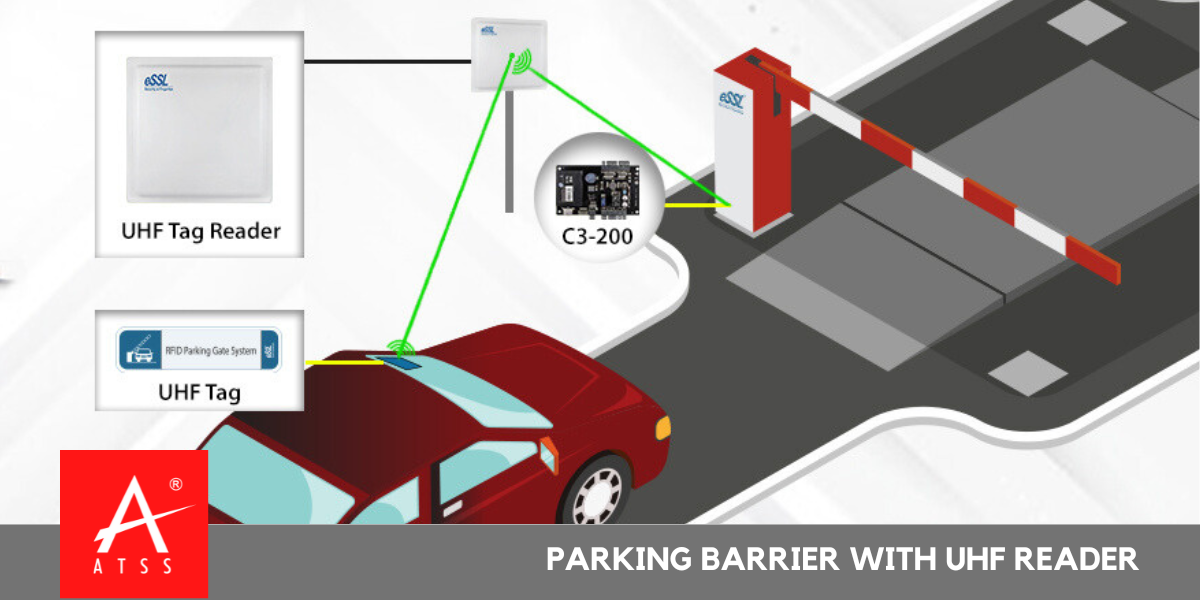 eSSL
UHF Tag Reader
eSSL
eSSL
C3-200
RFID Parking Gate System
eSSL
UHF Tag
®
ATSS
PARKING BARRIER WITH UHF READER